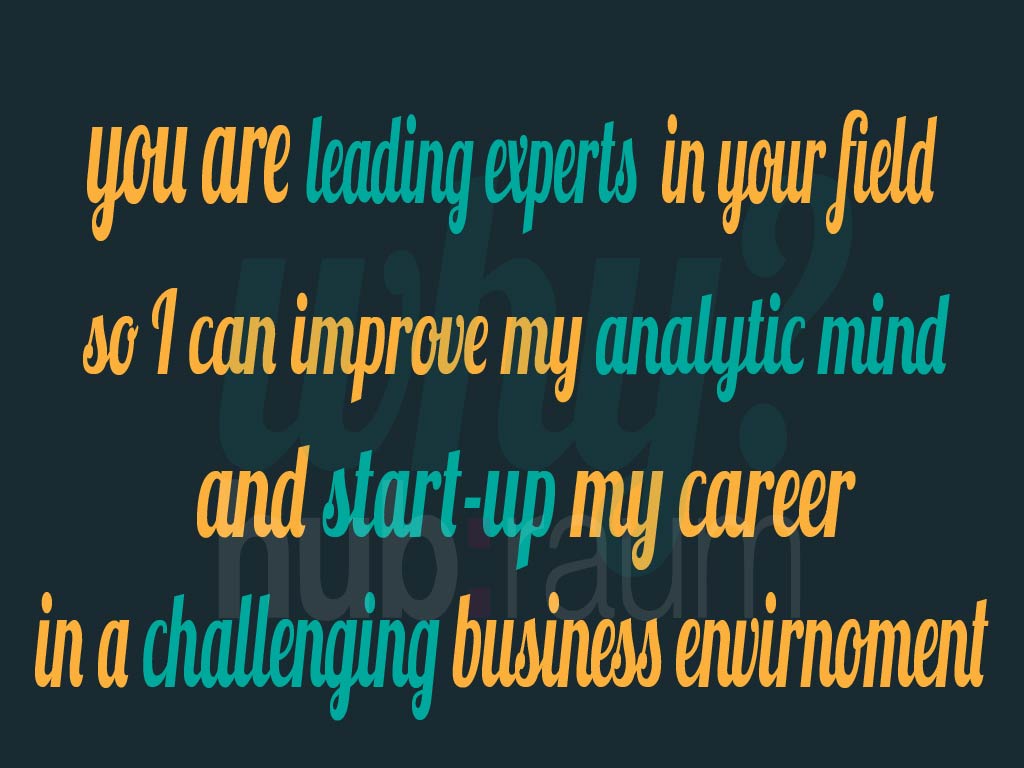 you are leading experts in your field
why?
so I can improve my analytic mind
and start-up my career
hub:raum
in a challenging business envirnoment